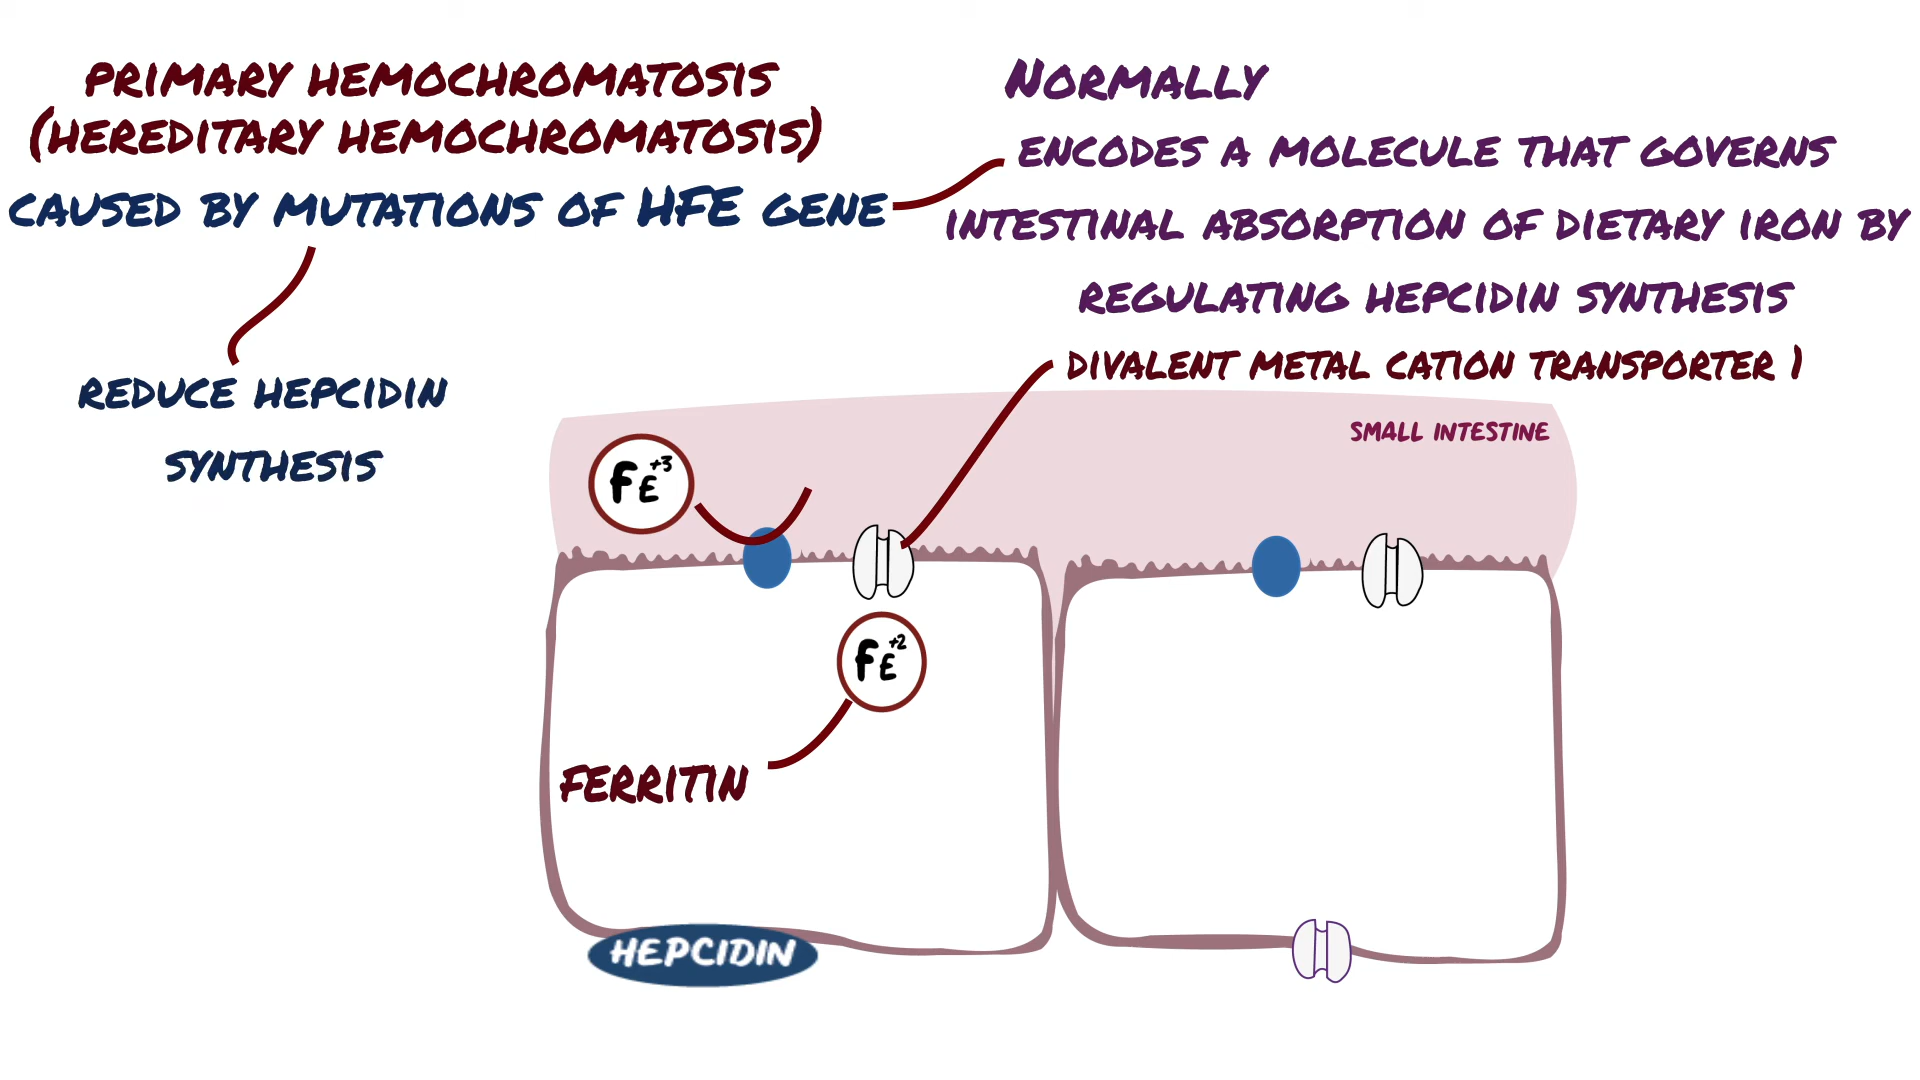 PRIMARY HEMOCHROMATOSIS
(HEREDITARY HEMOCHROMATOSIS)
CAUSED BY MUTATIONS OF HFE GENE
REDUCE HEPCIDIN
SYNTHESIS
NORMALLY
ENCODES A MOLECULE THAT GOVERNS
INTESTINAL ABSORPTION OF DIETARY IRON BY
REGULATING HEPCIDIN SYNTHESIS
DIVALENT METAL CATION TRANSPORTER 1
SMALL INTESTINE
FE+3
FE+2
FERRITIN
HEPCIDIN